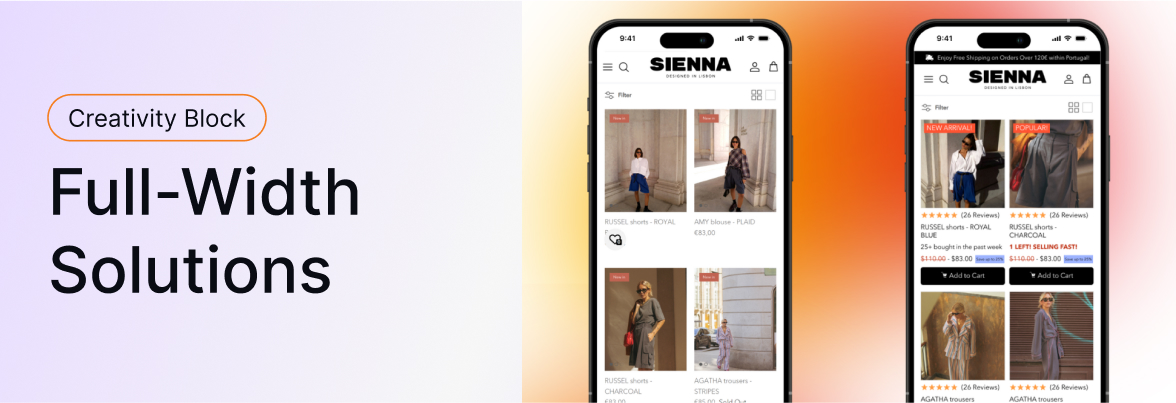 Creativity Block
Full-Width
Solutions
9:41
SIENNA
DESIGNED IN LISBON
Filter
New in
New in
RUSSEL shorts - ROYAL
AMY blouse - PLAID
€83,00
New in
New in
RUSSEL shorts -
CHARCOAL
€83,00
AGATHA trousers -
STRIPES
€85,00 Sold Out
9:41
Enjoy Free Shipping on Orders Over 120€ within Portugal!
SIENNA
DESIGNED IN LISBON
Filter
NEW ARRIVAL!
POPULAR!
(26 Reviews)
(26 Reviews)
RUSSEL shorts - ROYAL
BLUE
RUSSEL shorts -
CHARCOAL
25+ bought in the past week
1 LEFT! SELLING FAST!
$110.00 - $83.00 Save up to 25%
$110.00 - $83.00 Save up to 25%
Add to Cart
Add to Cart
(26 Reviews)
(26 Reviews)
AGATHA trousers
AGATHA trousers